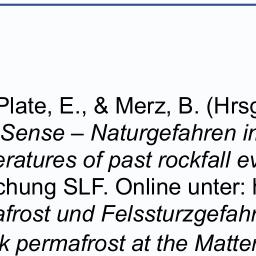 Plate, E., & Merz, B. (Hrsg
Sense – Naturgefahren in
eratures of past rockfall ev
chung SLF. Online unter: h
afrost und Felssturzgefahr
k permafrost at the Matter